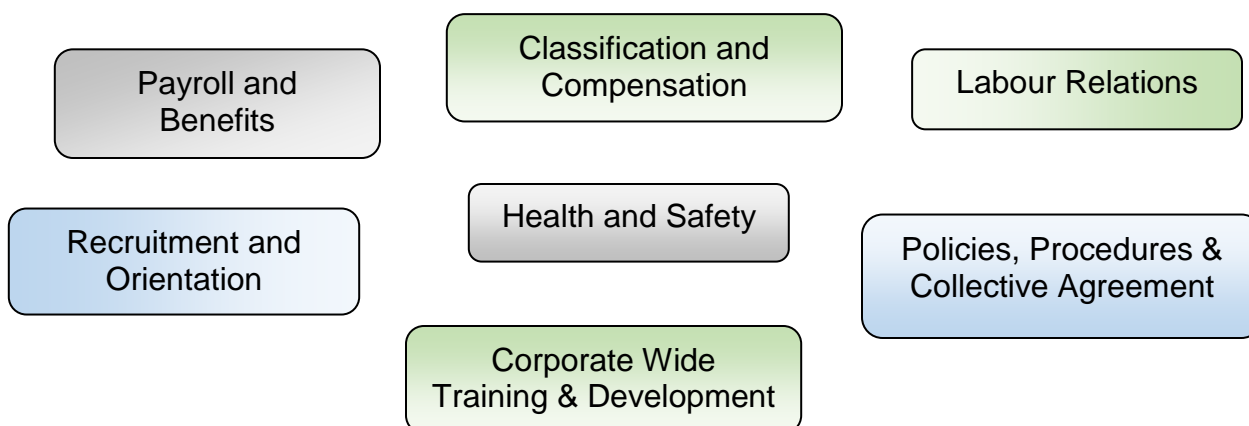 Payroll and
Benefits
Classification and
Compensation
Labour Relations
Recruitment and
Orientation
Health and Safety
Policies, Procedures &
Collective Agreement
Corporate Wide
Training & Development